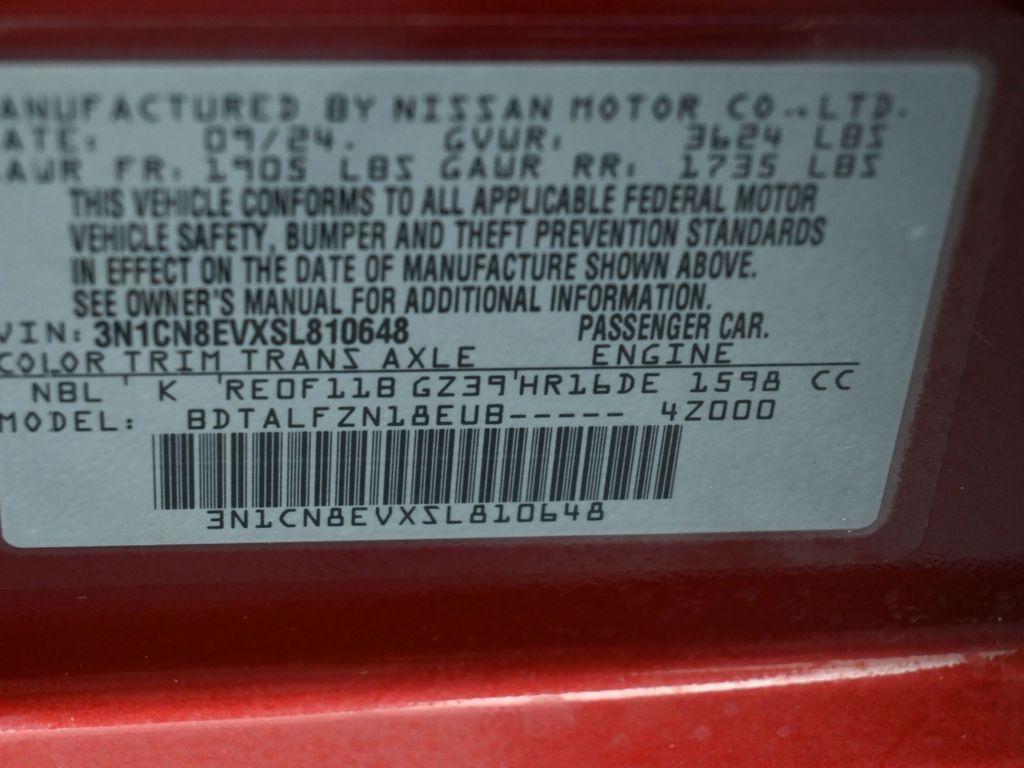 ANUFACTURED BY NISSAN MOTOR CO.,LTD.
ATE: 09/24. GVWR: 3624 LBS
AWR FR: 1905 LBS GAWR RR: 1735 LBS
THIS VEHICLE CONFORMS TO ALL APPLICABLE FEDERAL MOTOR
VEHICLE SAFETY, BUMPER AND THEFT PREVENTION STANDARDS
IN EFFECT ON THE DATE OF MANUFACTURE SHOWN ABOVE.
SEE OWNER'S MANUAL FOR ADDITIONAL INFORMATION.
VIN: 3N1CN8EVXSL810648 PASSENGER CAR.
COLOR TRIM TRANS AXLE ENGINE
NBL K RE0F11B GZ39 HR16DE 1598 CC
MODEL: BDTALFZN18EUB----- 4Z000
3N1CN8EVXSL810648